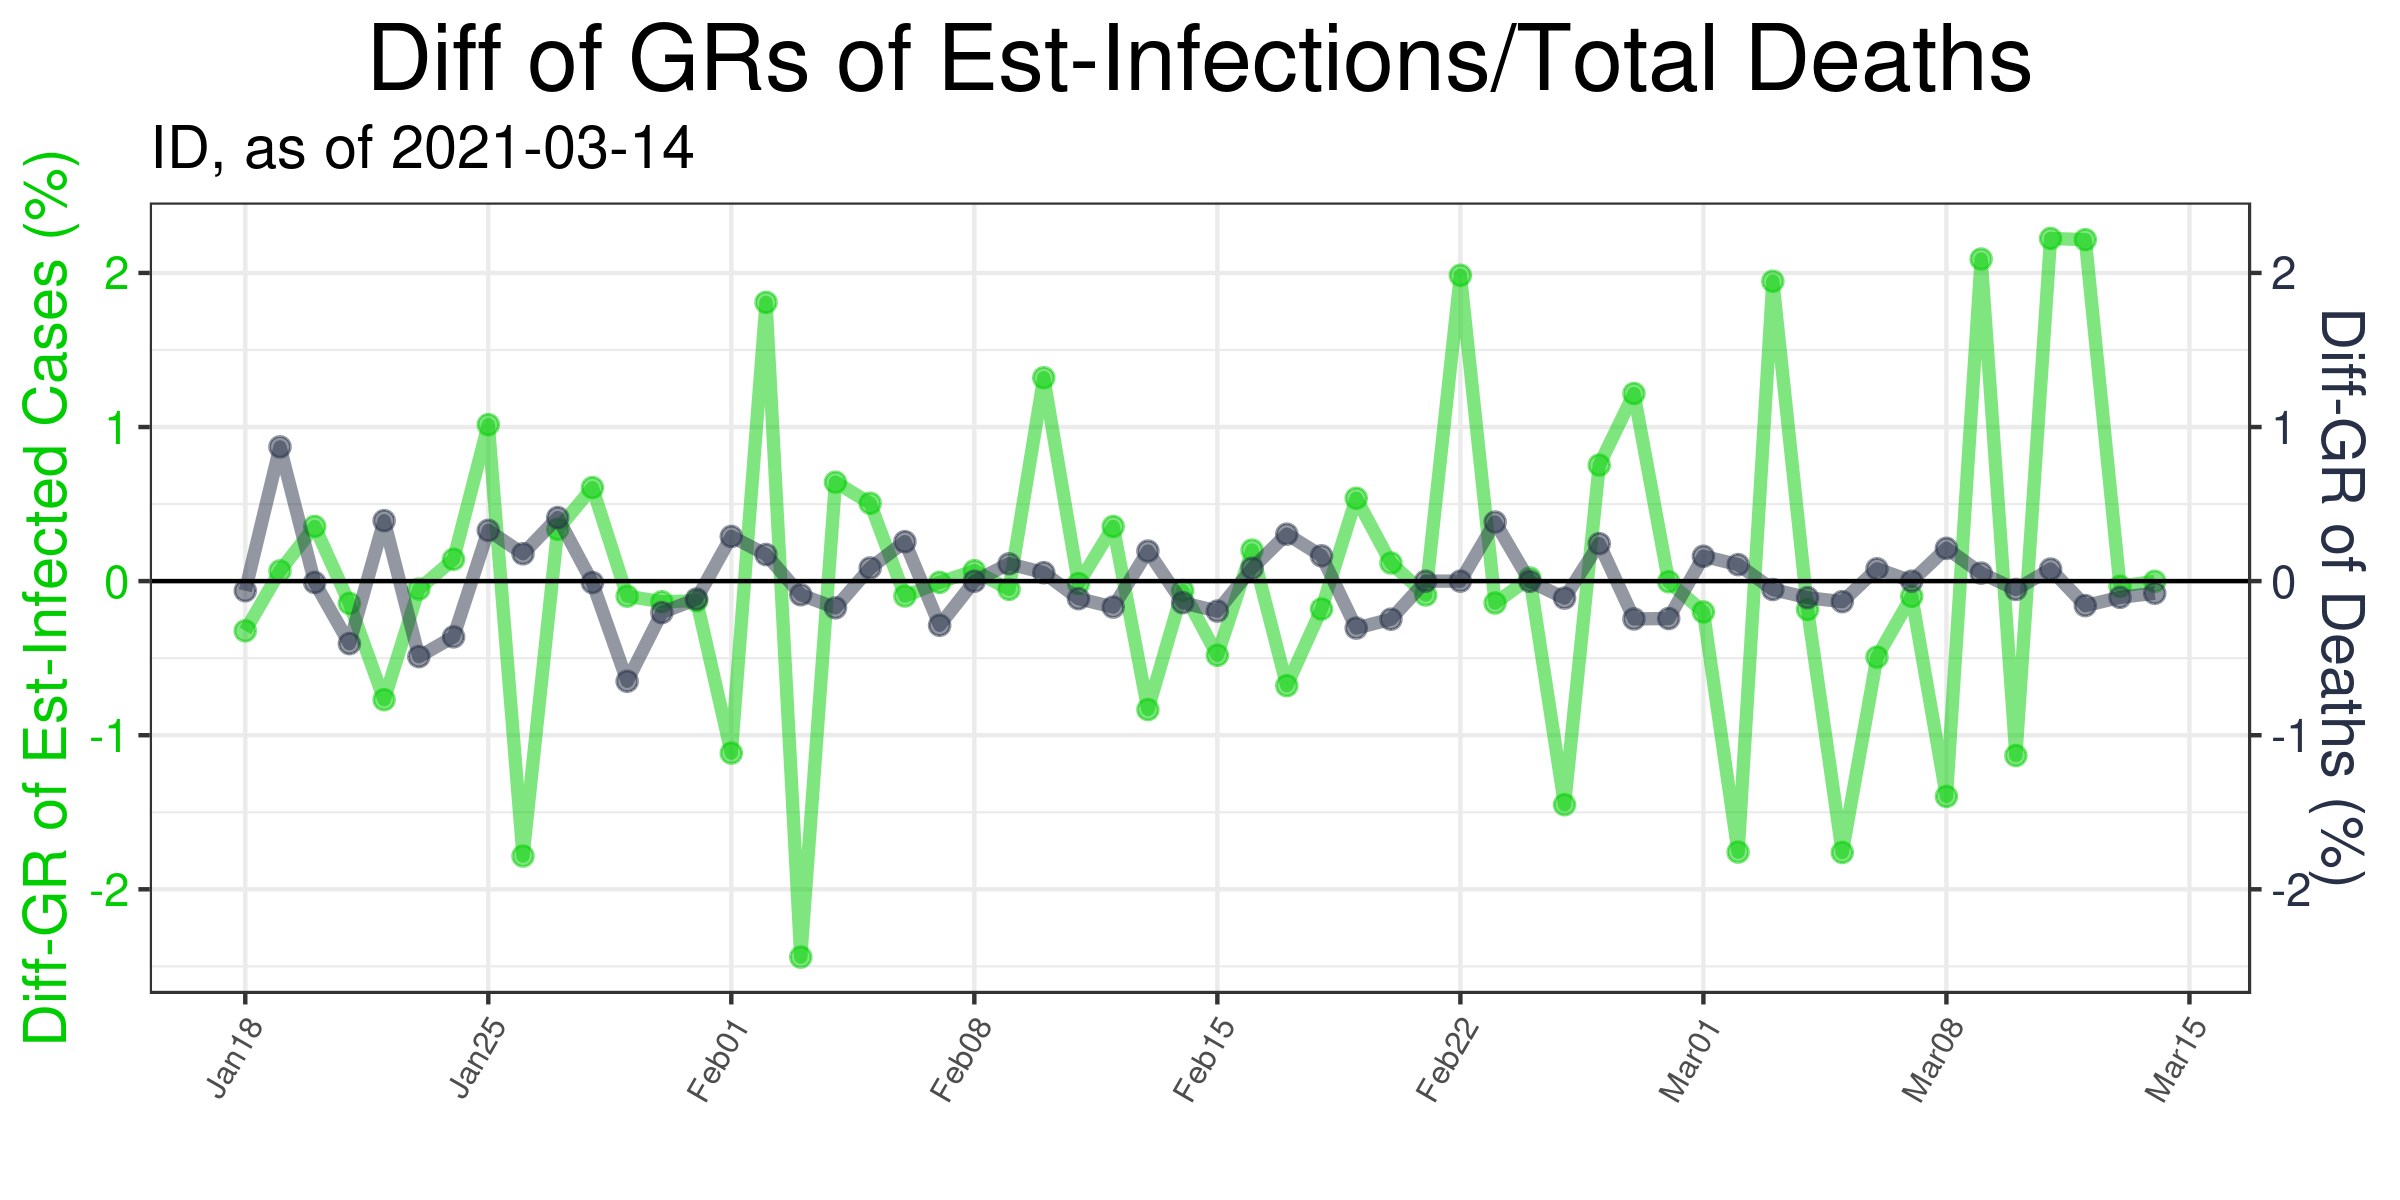 Diff of GRs of Est-Infections/Total Deaths
ID, as of 2021-03-14
Diff-GR of Est-Infected Cases (%)
2
1
0
-1
-2
2
1
0
-1
-2
Diff-GR of Deaths (%)
Jan18
Jan25
Feb01
Feb08
Feb15
Feb22
Mar01
Mar08
Mar15